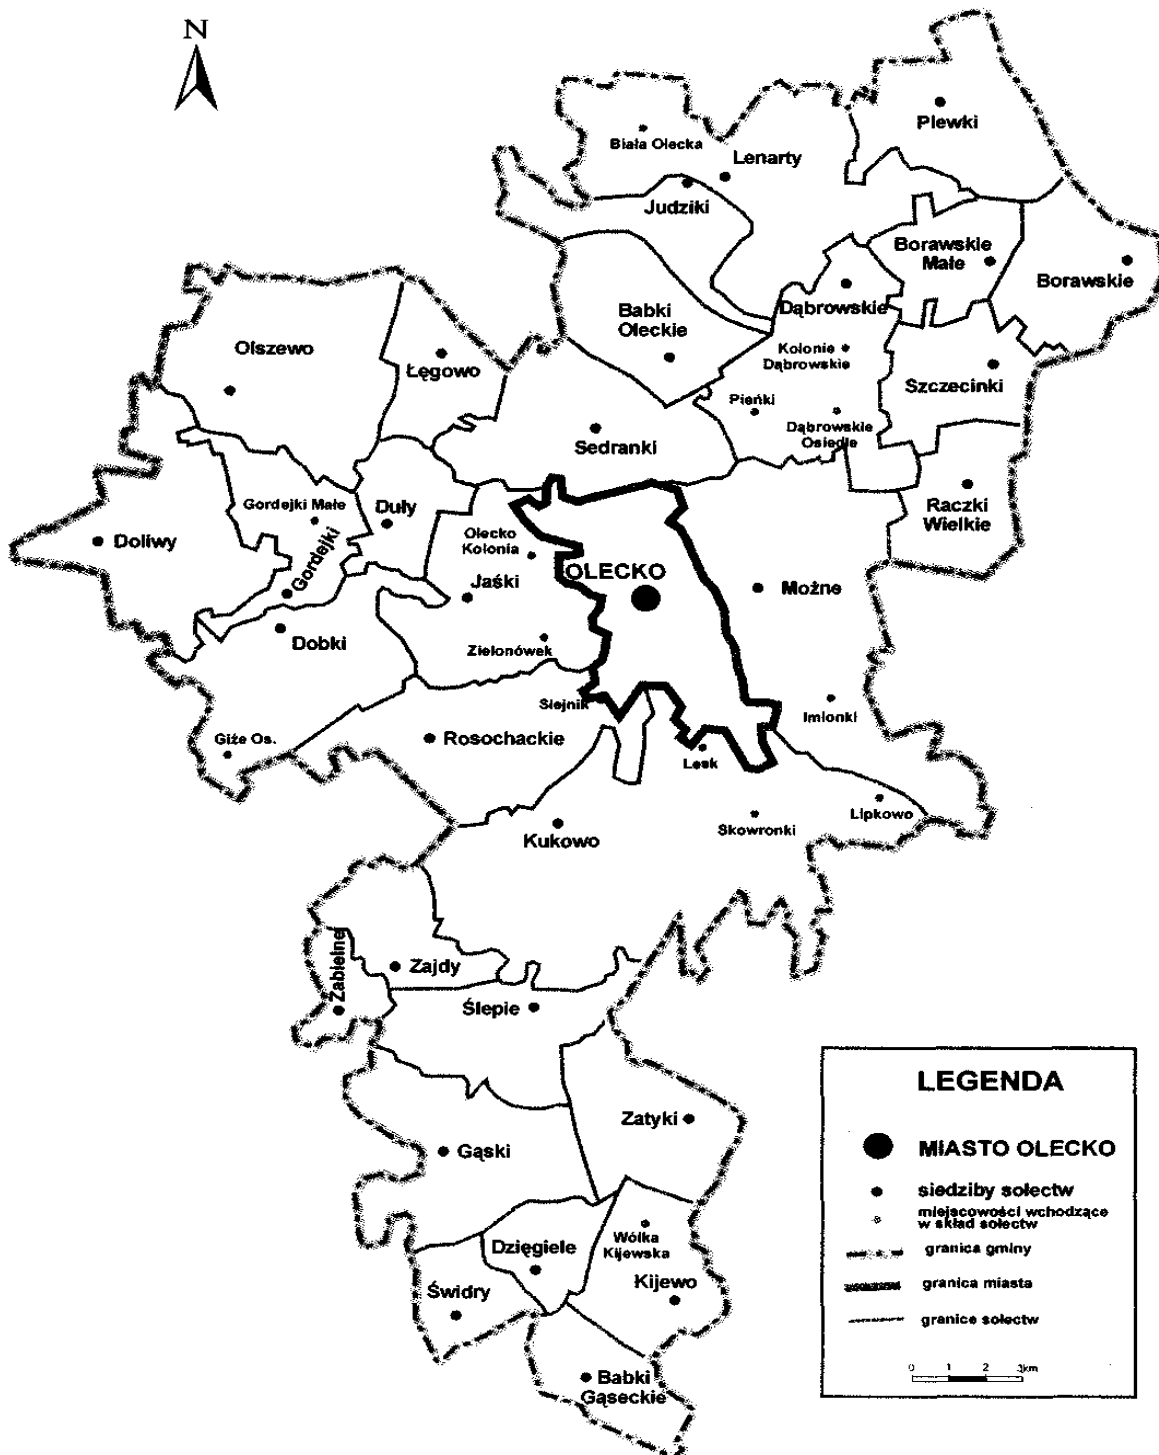 N
Plewki
Biała Olecka
Lenarty
Judziki
Borawskie
Małe
Borawskie
Babki
Oleckie
Dąbrowskie
Olszewo
Łęgowo
Kolonie
Dąbrowskie
Szczecinki
Pieńki
Dąbrowskie
Osiedle
Sedranki
Gordejki Małe
Duły
Raczki
Wielkie
Doliwy
Olecko
Kolonia
Gordejki
OLECKO
Jaśki
Możne
Dobki
Zielonówek
Siejnik
Imionki
Giże Os.
Rosochackie
Lesk
Lipkowo
Skowronki
Kukowo
Zabielne
Zajdy
Ślepie
Zatyki
Gąski
Wólka
Kijewska
Dzięgiele
Kijewo
Świdry
Babki
Gąseckie
LEGENDA
MIASTO OLECKO
siedziby sołectw
miejscowości wchodzące
w skład sołectw
granica gminy
granica miasta
granice sołectw
0 1 2 3km